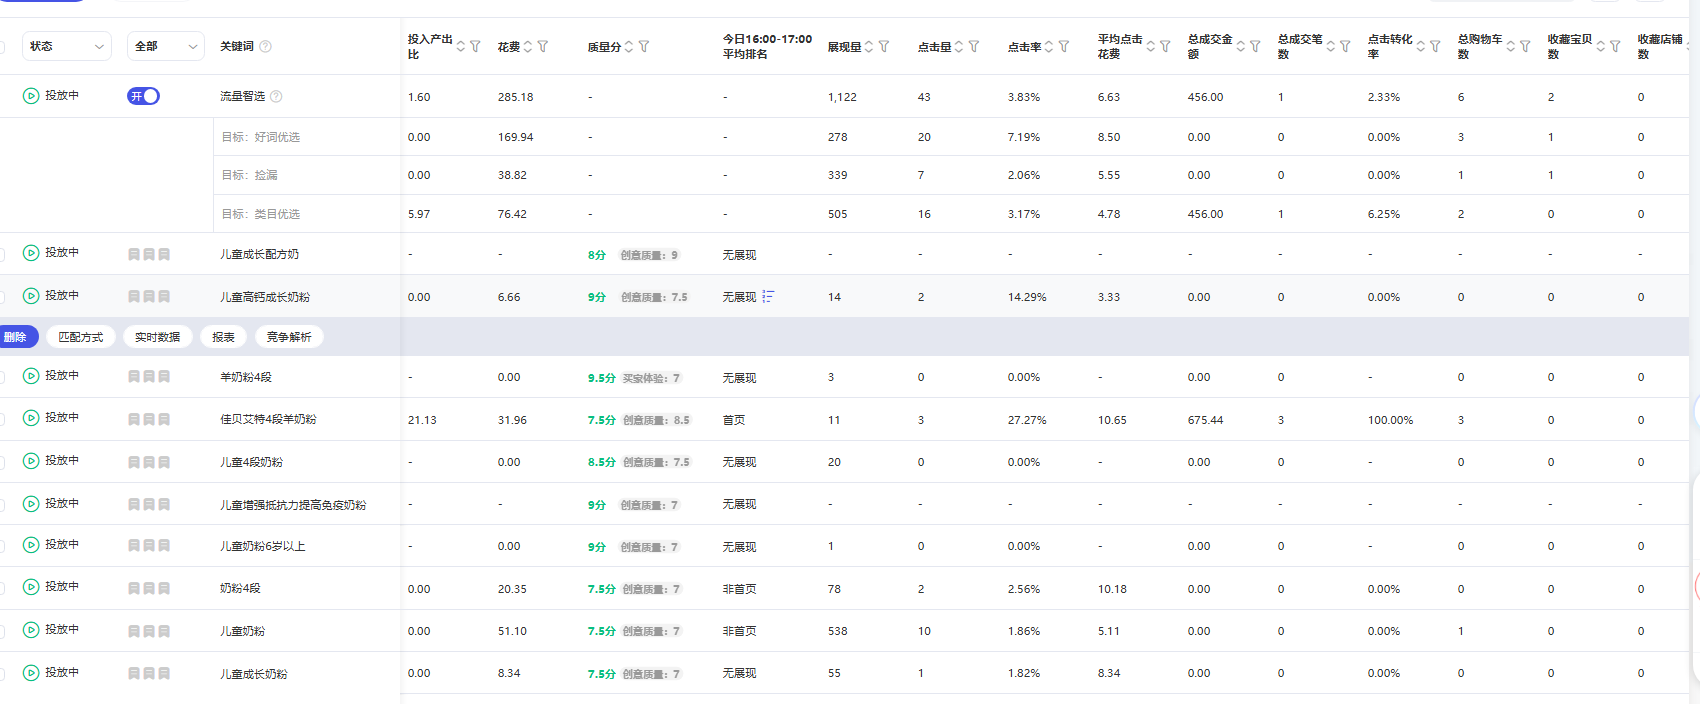 状态 全部 关键词 投入产出比 花费 质量分 今日16:00-17:00平均排名 展现量 点击量 点击率 平均点击花费 总成交金额 总成交笔数 点击转化率 总购物车数 收藏宝贝数 收藏店铺数
投放中 开 流量智选 1.60 285.18 - - 1,122 43 3.83% 6.63 456.00 1 2.33% 6 2 0
目标：好词优选 0.00 169.94 - - 278 20 7.19% 8.50 0.00 0 0.00% 3 1 0
目标：捡漏 0.00 38.82 - - 339 7 2.06% 5.55 0.00 0 0.00% 1 1 0
目标：类目优选 5.97 76.42 - - 505 16 3.17% 4.78 456.00 1 6.25% 2 0 0
投放中 儿童成长配方奶 - - 8分 创意质量：9 无展现 - - - - - - - - - -
投放中 儿童高钙成长奶粉 0.00 6.66 9分 创意质量：7.5 无展现 14 2 14.29% 3.33 0.00 0 0.00% 0 0 0
删除 匹配方式 实时数据 报表 竞争解析
投放中 羊奶粉4段 - 0.00 9.5分 买家体验：7 无展现 3 0 0.00% - 0.00 0 - 0 0 0
投放中 佳贝艾特4段羊奶粉 21.13 31.96 7.5分 创意质量：8.5 首页 11 3 27.27% 10.65 675.44 3 100.00% 3 0 0
投放中 儿童4段奶粉 - 0.00 8.5分 创意质量：7.5 无展现 20 0 0.00% - 0.00 0 - 0 0 0
投放中 儿童增强抵抗力提高免疫奶粉 - - 9分 创意质量：7 无展现 - - - - - - - - - -
投放中 儿童奶粉6岁以上 - 0.00 9分 创意质量：7 无展现 1 0 0.00% - 0.00 0 - 0 0 0
投放中 奶粉4段 0.00 20.35 7.5分 创意质量：7 非首页 78 2 2.56% 10.18 0.00 0 0.00% 0 0 0
投放中 儿童奶粉 0.00 51.10 7.5分 创意质量：7 非首页 538 10 1.86% 5.11 0.00 0 0.00% 1 0 0
投放中 儿童成长奶粉 0.00 8.34 7.5分 创意质量：7 无展现 55 1 1.82% 8.34 0.00 0 0.00% 0 0 0